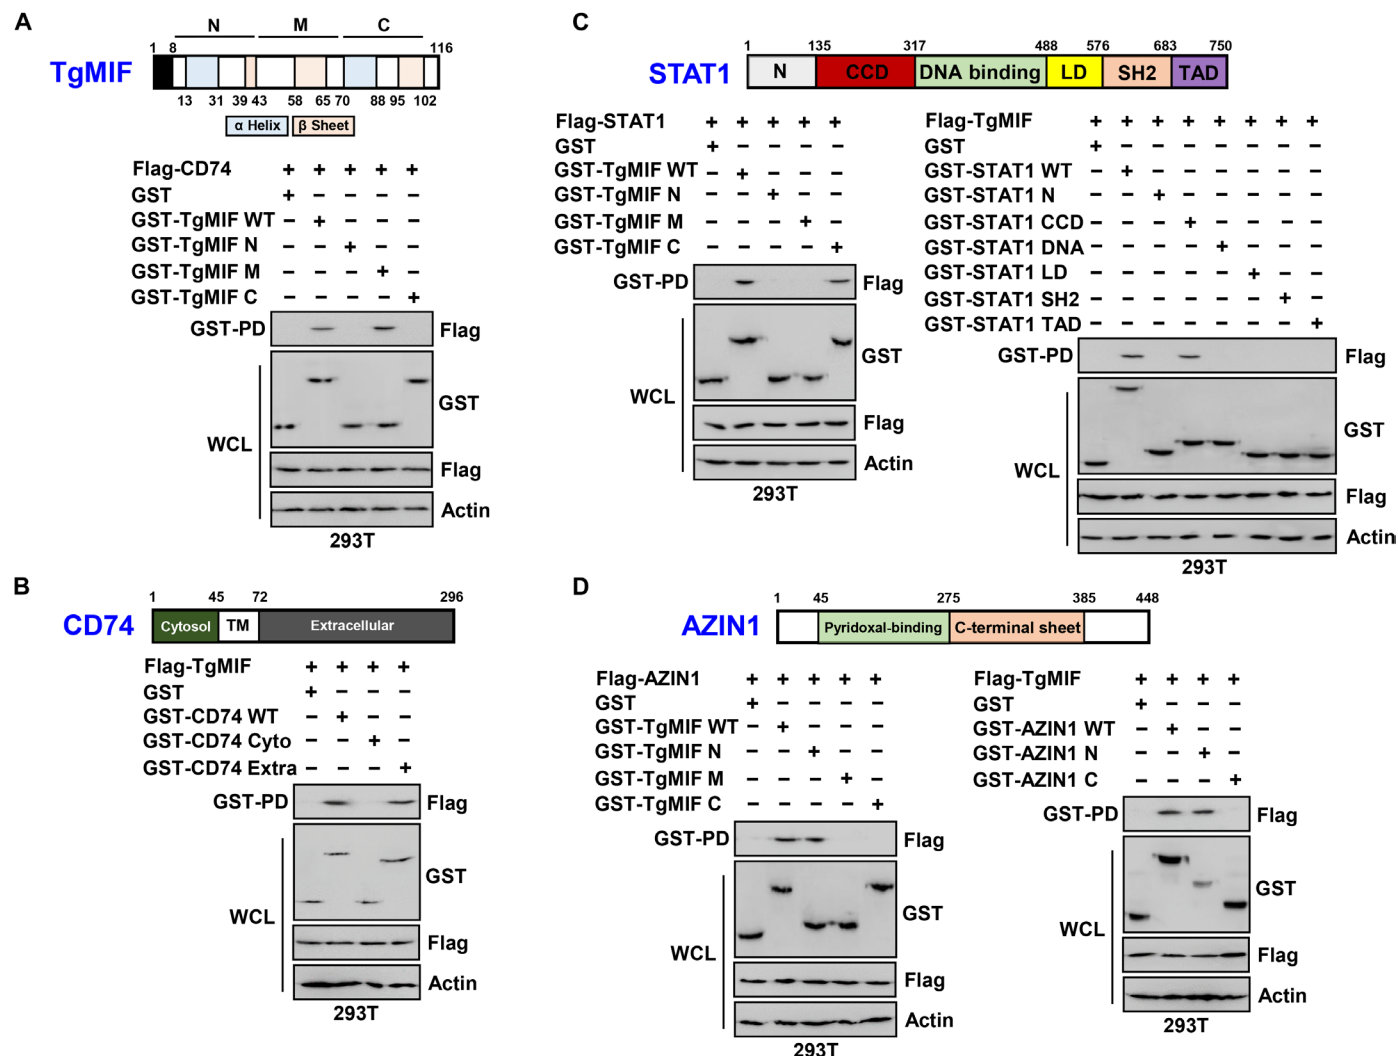 A
N M C
1 8 116
TgMIF
13 31 39 43 58 65 70 88 95 102
α Helix β Sheet
Flag-CD74 + + + + +
GST + − − − −
GST-TgMIF WT − + − − −
GST-TgMIF N − − + − −
GST-TgMIF M − − − + −
GST-TgMIF C − − − − +
GST-PD Flag
WCL GST
Flag
Actin
293T
B
1 45 72 296
CD74 Cytosol TM Extracellular
Flag-TgMIF + + + +
GST + − − −
GST-CD74 WT − + − −
GST-CD74 Cyto − − + −
GST-CD74 Extra − − − +
GST-PD Flag
WCL GST
Flag
Actin
293T
C
1 135 317 488 576 683 750
STAT1 N CCD DNA binding LD SH2 TAD
Flag-STAT1 + + + + +
GST + − − − −
GST-TgMIF WT − + − − −
GST-TgMIF N − − + − −
GST-TgMIF M − − − + −
GST-TgMIF C − − − − +
GST-PD Flag
WCL GST
Flag
Actin
293T
Flag-TgMIF + + + + + + + +
GST + − − − − − − −
GST-STAT1 WT − + − − − − − −
GST-STAT1 N − − + − − − − −
GST-STAT1 CCD − − − + − − − −
GST-STAT1 DNA − − − − + − − −
GST-STAT1 LD − − − − − + − −
GST-STAT1 SH2 − − − − − − + −
GST-STAT1 TAD − − − − − − − +
GST-PD Flag
WCL GST
Flag
Actin
293T
D
1 45 275 385 448
AZIN1 Pyridoxal-binding C-terminal sheet
Flag-AZIN1 + + + + +
GST + − − − −
GST-TgMIF WT − + − − −
GST-TgMIF N − − + − −
GST-TgMIF M − − − + −
GST-TgMIF C − − − − +
GST-PD Flag
WCL GST
Flag
Actin
293T
Flag-TgMIF + + + +
GST + − − −
GST-AZIN1 WT − + − −
GST-AZIN1 N − − + −
GST-AZIN1 C − − − +
GST-PD Flag
WCL GST
Flag
Actin
293T